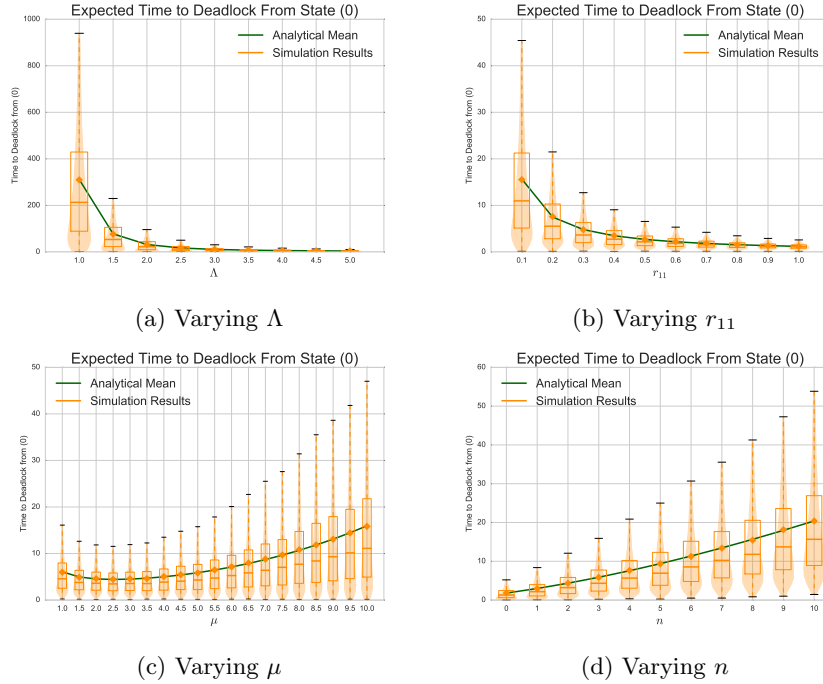 Expected Time to Deadlock From State (0)
Analytical Mean
Simulation Results
Time to Deadlock from (0)
1000
800
600
400
200
0
1.0 1.5 2.0 2.5 3.0 3.5 4.0 4.5 5.0
Λ
(a) Varying Λ
Expected Time to Deadlock From State (0)
Analytical Mean
Simulation Results
Time to Deadlock from (0)
50
40
30
20
10
0
0.1 0.2 0.3 0.4 0.5 0.6 0.7 0.8 0.9 1.0
r₁₁
(b) Varying r₁₁
Expected Time to Deadlock From State (0)
Analytical Mean
Simulation Results
Time to Deadlock from (0)
50
40
30
20
10
0
1.0 1.5 2.0 2.5 3.0 3.5 4.0 4.5 5.0 5.5 6.0 6.5 7.0 7.5 8.0 8.5 9.0 9.5 10.0
μ
(c) Varying μ
Expected Time to Deadlock From State (0)
Analytical Mean
Simulation Results
Time to Deadlock from (0)
60
50
40
30
20
10
0
0 1 2 3 4 5 6 7 8 9 10
n
(d) Varying n